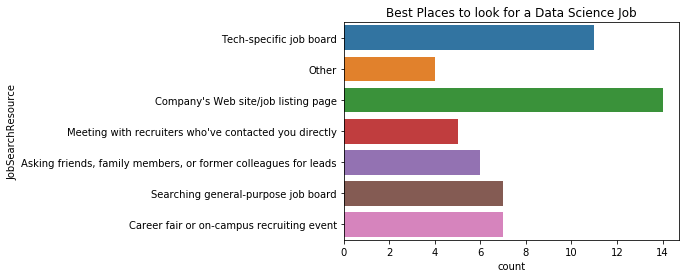 Best Places to look for a Data Science Job
JobSearchResource
Tech-specific job board
Other
Company's Web site/job listing page
Meeting with recruiters who've contacted you directly
Asking friends, family members, or former colleagues for leads
Searching general-purpose job board
Career fair or on-campus recruiting event
0 2 4 6 8 10 12 14
count